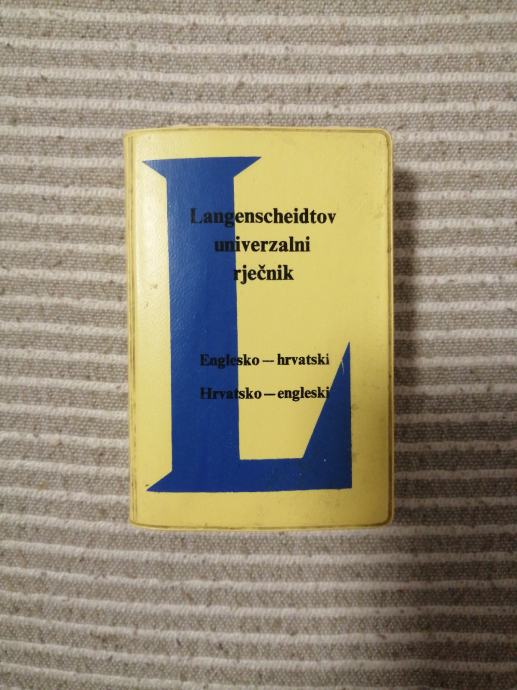 Langenscheidtov
univerzalni
rječnik
Englesko – hrvatski
Hrvatsko – engleski
L